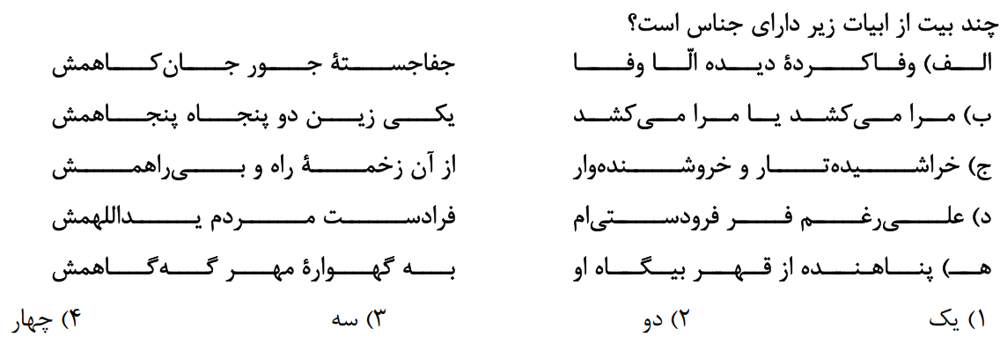 چند بیت از ابیات زیر دارای جناس است؟
الف) وفاکردهٔ دیده الّا وفا جفاجستهٔ جور جان‌کاهمش
ب) مرا می‌کشد یا مرا می‌کشد یکی زین دو پنجاه پنجاهمش
ج) خراشیده‌تار و خروشنده‌وار از آن زخمهٔ راه و بی‌راهمش
د) علی‌رغم فر فرودستی‌ام فرادست مردم یداللهمش
هـ) پناهنده از قهر بیگاه او به گهوارهٔ مهر گه‌گاهمش
۱) یک ۲) دو ۳) سه ۴) چهار